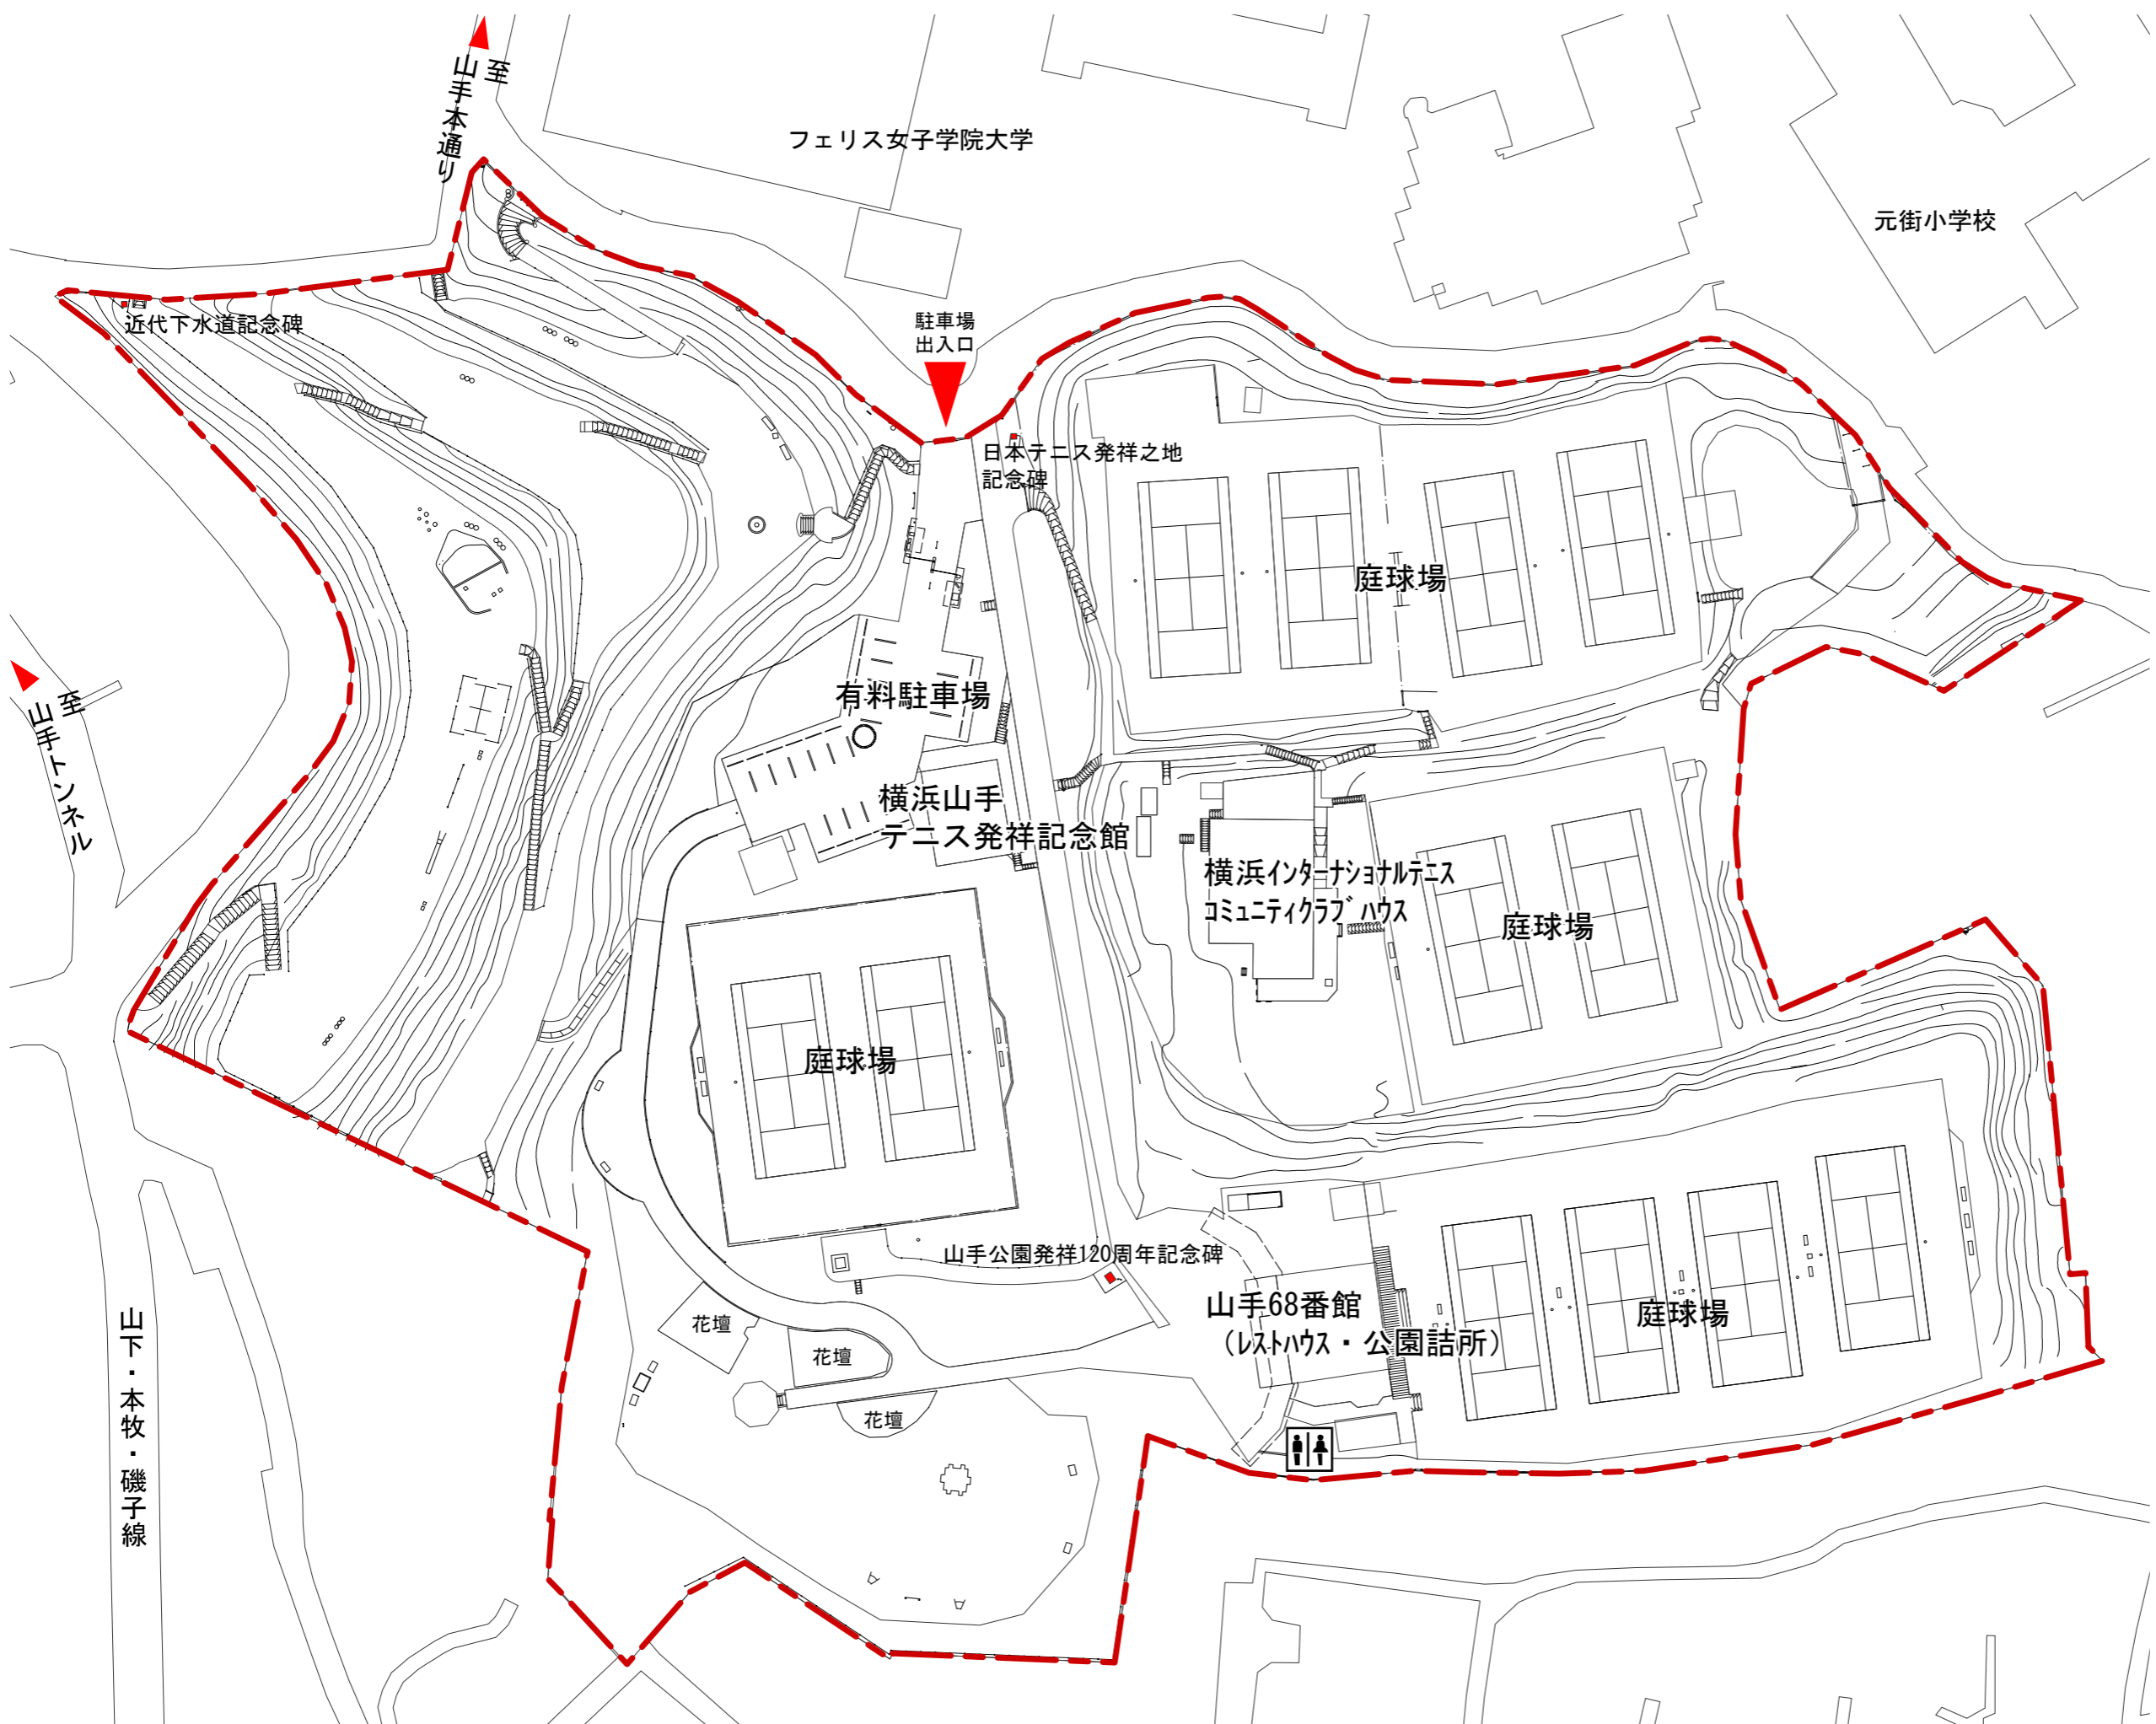 至
山手本通り
フェリス女子学院大学
元街小学校
近代下水道記念碑
駐車場
出入口
日本テニス発祥之地
記念碑
庭球場
至
山手トンネル
有料駐車場
横浜山手
テニス発祥記念館
横浜インターナショナルテニス
コミュニティクラブハウス
庭球場
庭球場
山手公園発祥120周年記念碑
山手68番館
（レストハウス・公園詰所）
庭球場
花壇
花壇
花壇
山下・本牧・磯子線